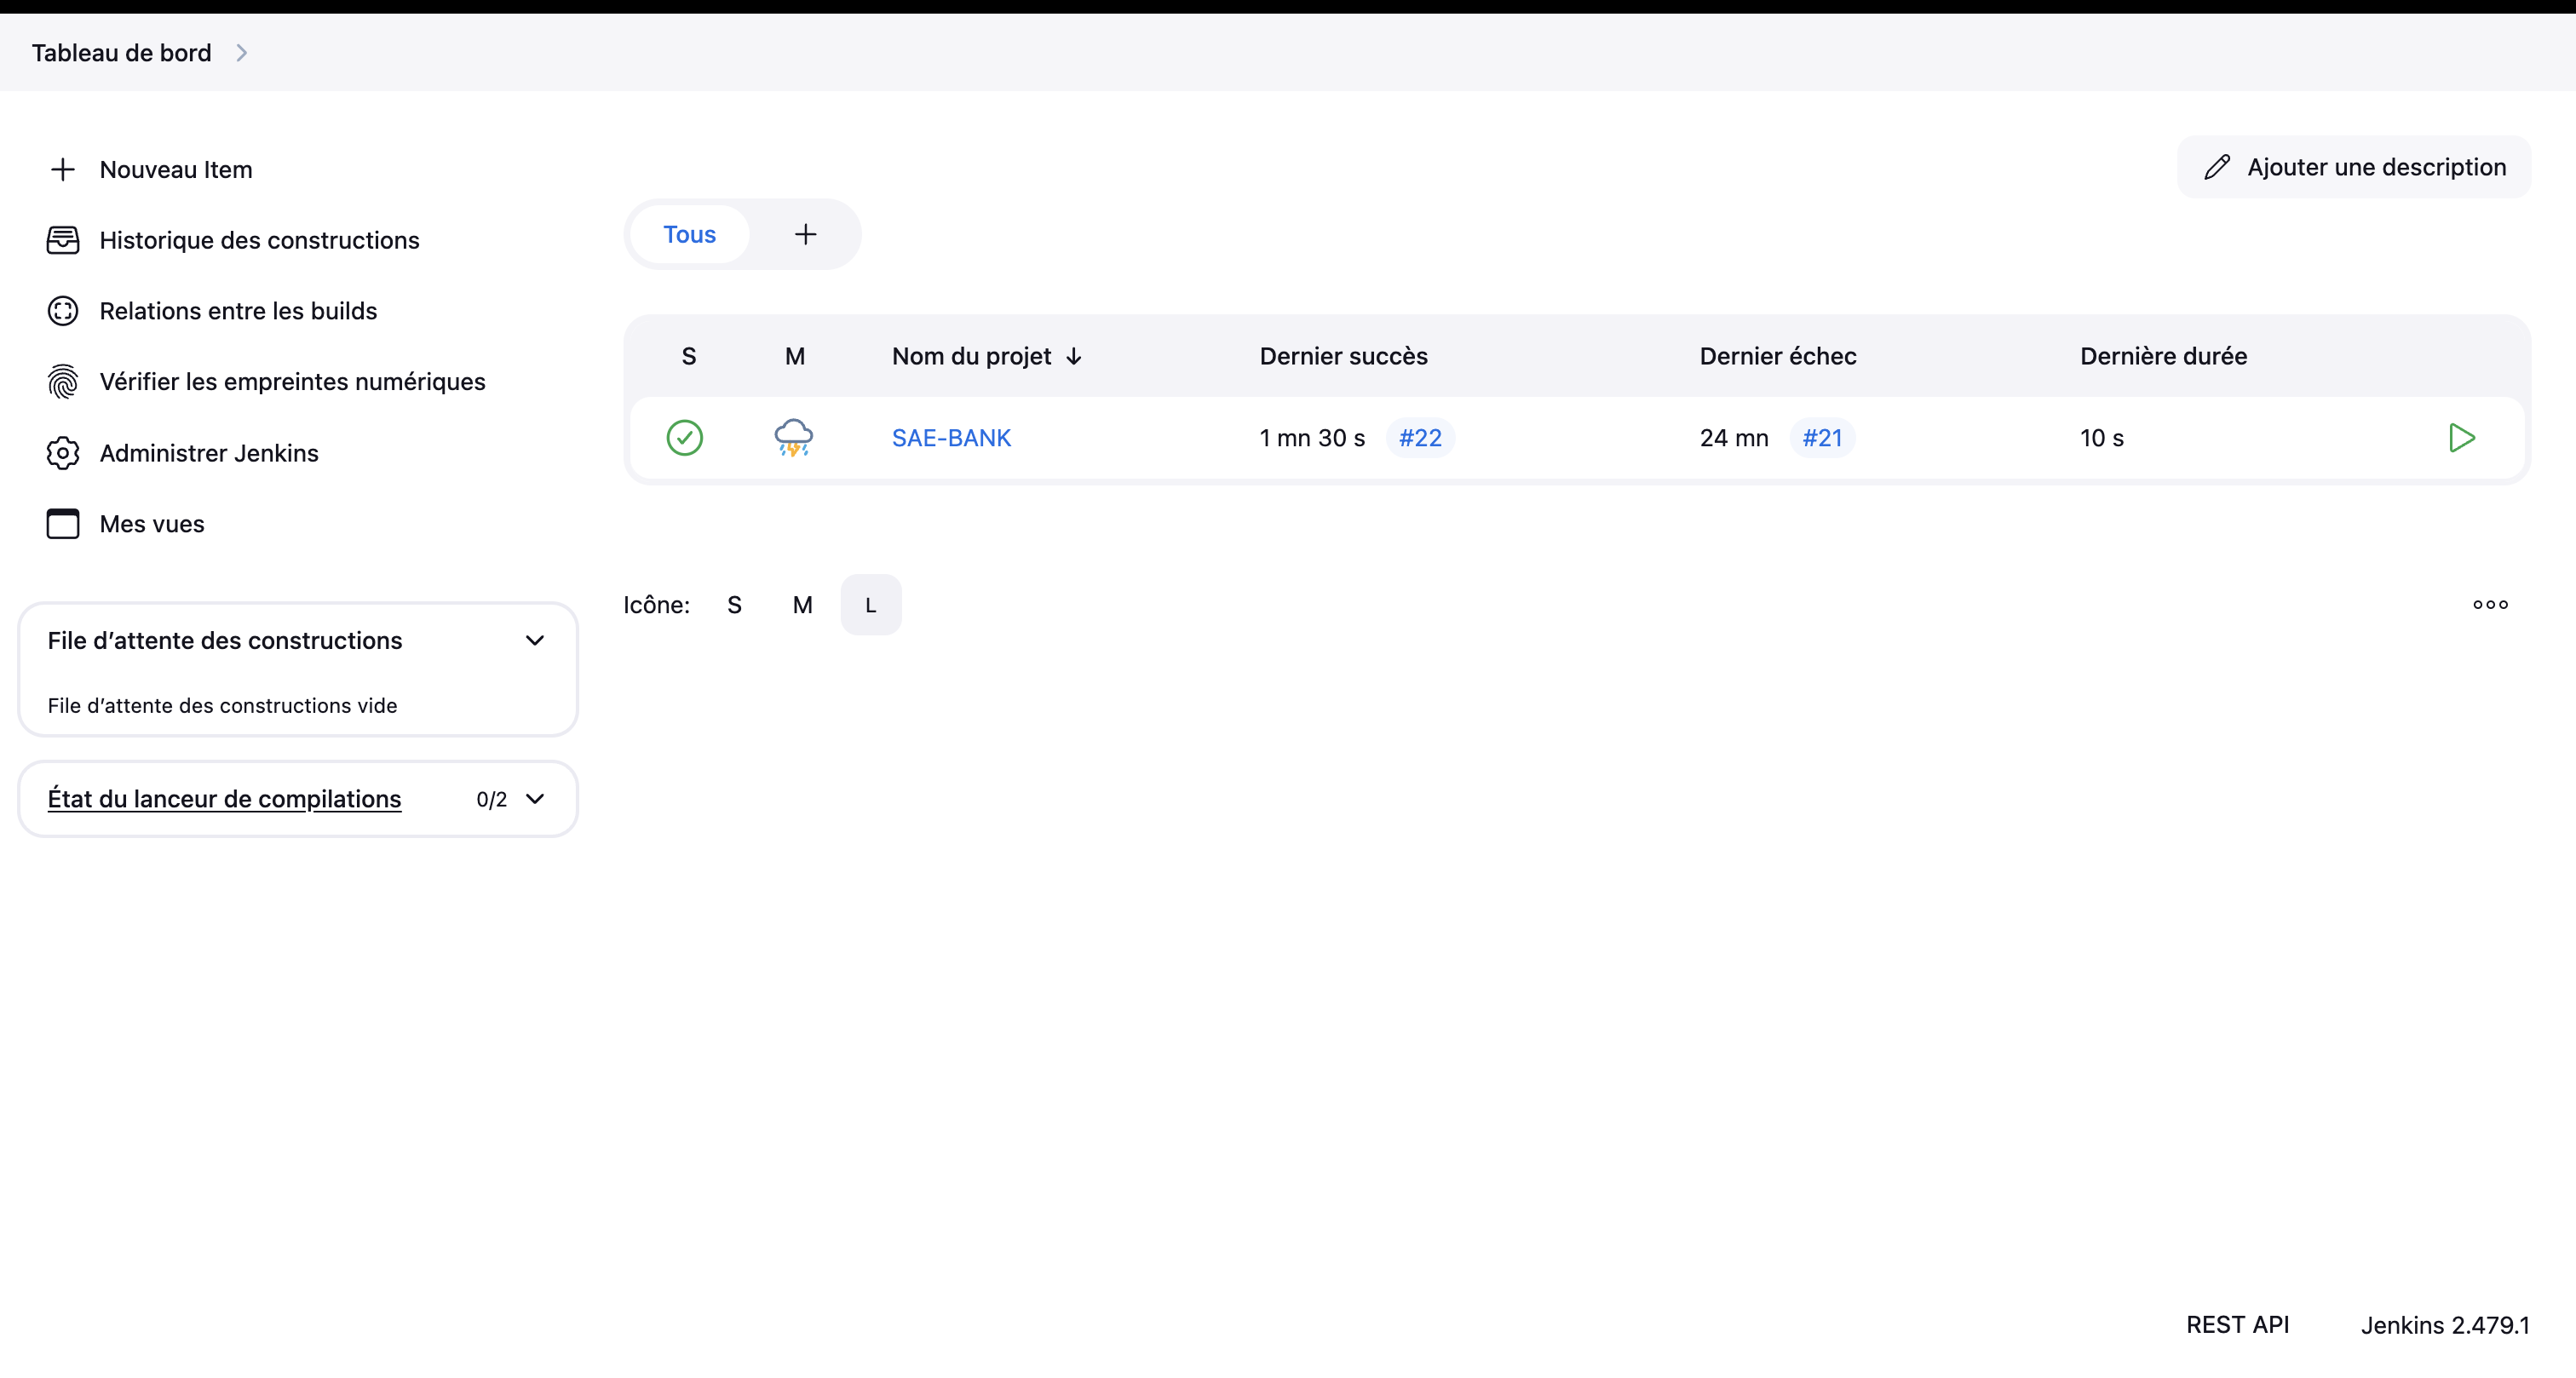 Tableau de bord
Nouveau Item
Historique des constructions
Relations entre les builds
Vérifier les empreintes numériques
Administrer Jenkins
Mes vues
File d’attente des constructions
File d’attente des constructions vide
État du lanceur de compilations 0/2
Ajouter une description
Tous +
S M Nom du projet ↓ Dernier succès Dernier échec Dernière durée
SAE-BANK 1 mn 30 s #22 24 mn #21 10 s
Icône: S M L
REST API Jenkins 2.479.1